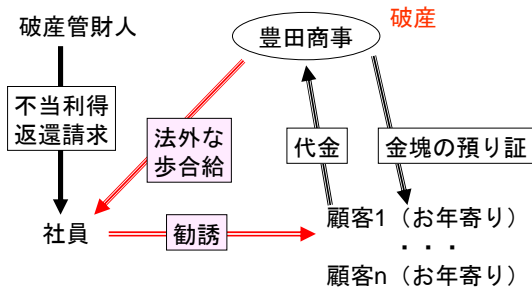 破産管財人
豊田商事
破産
不当利得
返還請求
法外な
歩合給
代金
金塊の預り証
社員
勧誘
顧客1（お年寄り）
・・・
顧客n（お年寄り）